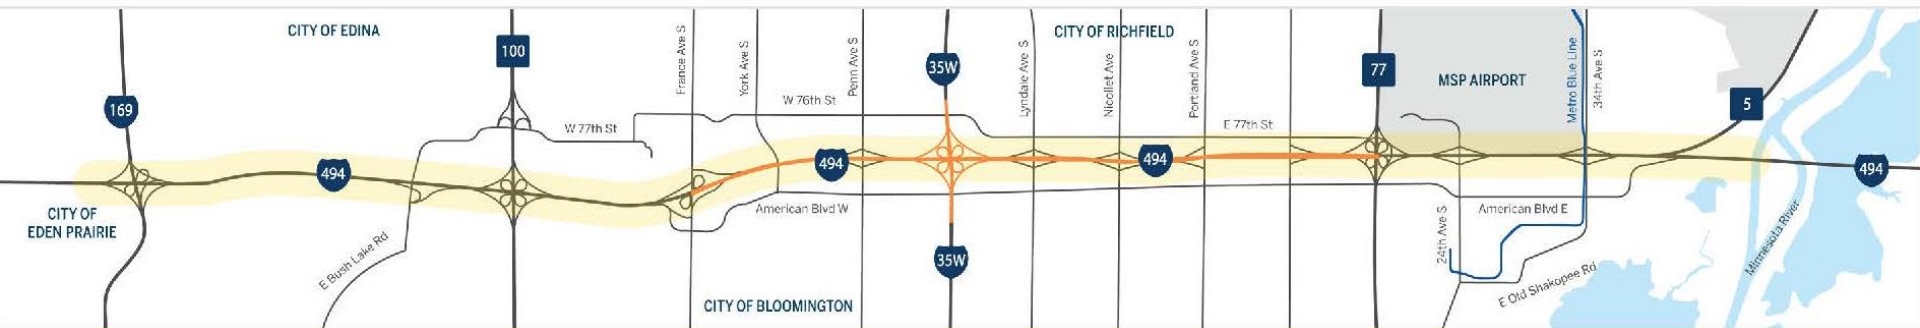 CITY OF EDINA
CITY OF RICHFIELD
100
France Ave S
York Ave S
Penn Ave S
35W
Lyndale Ave S
Nicollet Ave
Portland Ave S
77
MSP AIRPORT
Metro Blue Line
34th Ave S
5
169
W 76th St
W 77th St
E 77th St
494
494
494
494
CITY OF
EDEN PRAIRIE
American Blvd W
American Blvd E
E Bush Lake Rd
35W
24th Ave S
E Old Shakopee Rd
Minnesota River
CITY OF BLOOMINGTON